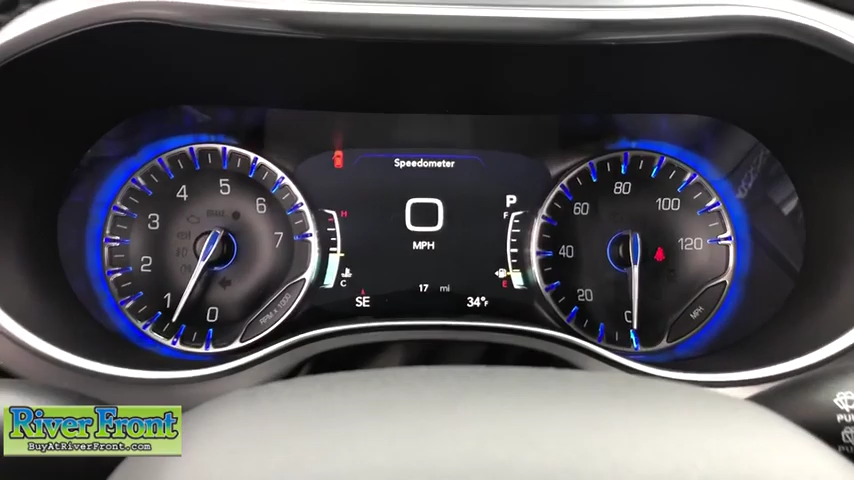 Speedometer
0
MPH
17 mi
SE
34°F
P
H
C
F
E
0
1
2
3
4
5
6
7
RPM x 1000
20
40
60
80
100
120
MPH
River Front
BuyAtRiverFront.com